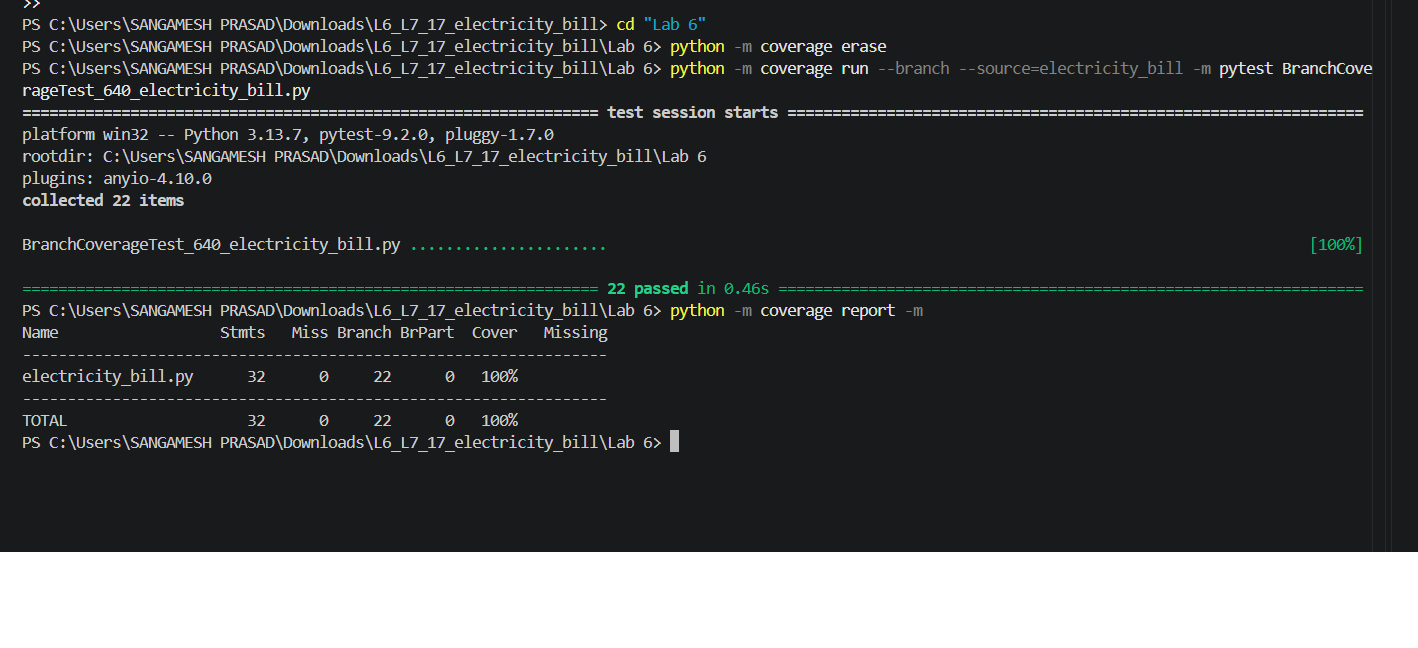 >>
PS C:\Users\SANGAMESH PRASAD\Downloads\L6_L7_17_electricity_bill> cd "Lab 6"
PS C:\Users\SANGAMESH PRASAD\Downloads\L6_L7_17_electricity_bill\Lab 6> python -m coverage erase
PS C:\Users\SANGAMESH PRASAD\Downloads\L6_L7_17_electricity_bill\Lab 6> python -m coverage run --branch --source=electricity_bill -m pytest BranchCove
rageTest_640_electricity_bill.py
================================================================ test session starts ================================================================
platform win32 -- Python 3.13.7, pytest-9.2.0, pluggy-1.7.0
rootdir: C:\Users\SANGAMESH PRASAD\Downloads\L6_L7_17_electricity_bill\Lab 6
plugins: anyio-4.10.0
collected 22 items
BranchCoverageTest_640_electricity_bill.py ...................... [100%]
================================================================ 22 passed in 0.46s =================================================================
PS C:\Users\SANGAMESH PRASAD\Downloads\L6_L7_17_electricity_bill\Lab 6> python -m coverage report -m
Name                  Stmts   Miss Branch BrPart  Cover   Missing
-----------------------------------------------------------------
electricity_bill.py      32      0     22      0   100%
-----------------------------------------------------------------
TOTAL                    32      0     22      0   100%
PS C:\Users\SANGAMESH PRASAD\Downloads\L6_L7_17_electricity_bill\Lab 6>